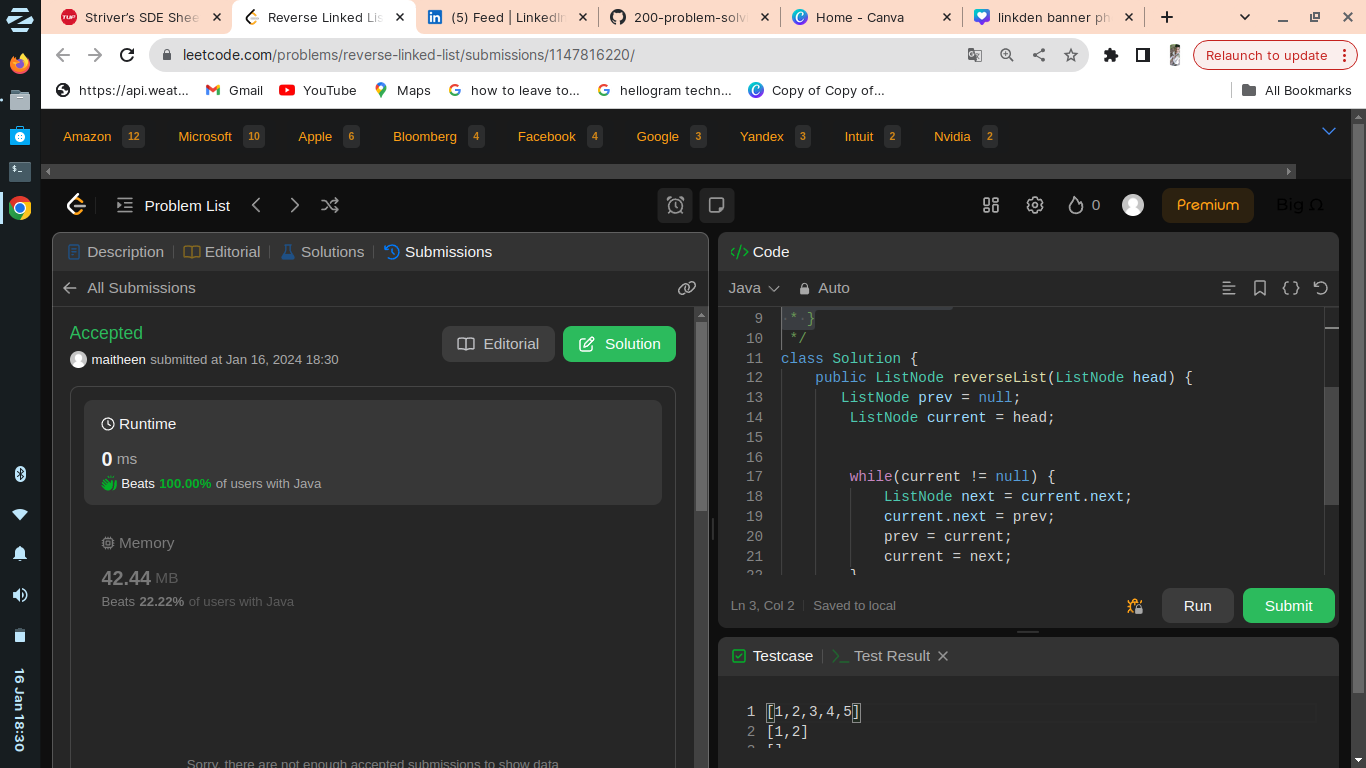 Striver's SDE Shee
Reverse Linked Lis
(5) Feed | LinkedIn
200-problem-solvi
Home - Canva
linkden banner ph
leetcode.com/problems/reverse-linked-list/submissions/1147816220/
Relaunch to update
https://api.weat...
Gmail
YouTube
Maps
how to leave to...
hellogram techn...
Copy of Copy of...
All Bookmarks
Amazon 12 Microsoft 10 Apple 6 Bloomberg 4 Facebook 4 Google 3 Yandex 3 Intuit 2 Nvidia 2
Problem List
0
Premium
Big Ω
Description
Editorial
Solutions
Submissions
All Submissions
Accepted
maitheen submitted at Jan 16, 2024 18:30
Editorial
Solution
Runtime
0 ms
Beats 100.00% of users with Java
Memory
42.44 MB
Beats 22.22% of users with Java
Sorry, there are not enough accepted submissions to show data
</> Code
Java
Auto
9 * }
10 */
11 class Solution {
12 public ListNode reverseList(ListNode head) {
13 ListNode prev = null;
14 ListNode current = head;
15
16
17 while(current != null) {
18 ListNode next = current.next;
19 current.next = prev;
20 prev = current;
21 current = next;
22 }
Ln 3, Col 2
Saved to local
Run
Submit
Testcase
Test Result
1 [1,2,3,4,5]
2 [1,2]
3 []
16 Jan 18:30